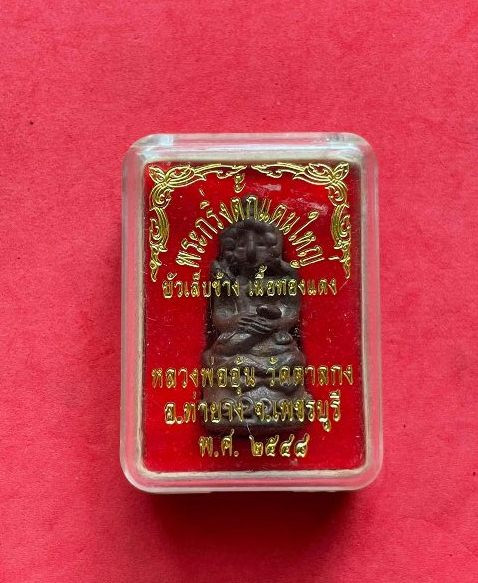 พระกริ่งตั๊กแตนใหญ่
บัวเล็บช้าง เนื้อทองแดง
หลวงพ่ออุ้น วัดตาลกง
อ.ท่ายาง จ.เพชรบุรี
พ.ศ. ๒๕๔๘